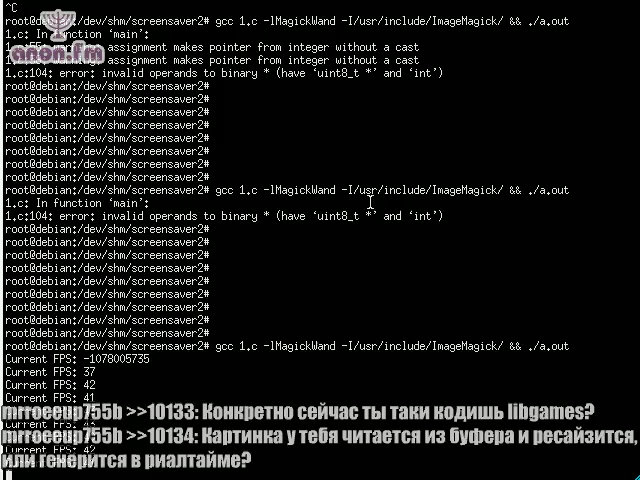 ^C
root@debian:/dev/shm/screensaver2# gcc 1.c -lMagickWand -I/usr/include/ImageMagick/ && ./a.out
1.c: In function ‘main’:
assignment makes pointer from integer without a cast
anon.fm
assignment makes pointer from integer without a cast
1.c:104: error: invalid operands to binary * (have ‘uint8_t *’ and ‘int’)
root@debian:/dev/shm/screensaver2#
root@debian:/dev/shm/screensaver2#
root@debian:/dev/shm/screensaver2#
root@debian:/dev/shm/screensaver2#
root@debian:/dev/shm/screensaver2#
root@debian:/dev/shm/screensaver2#
root@debian:/dev/shm/screensaver2#
root@debian:/dev/shm/screensaver2#
root@debian:/dev/shm/screensaver2# gcc 1.c -lMagickWand -I/usr/include/ImageMagick/ && ./a.out
1.c: In function ‘main’:
1.c:104: error: invalid operands to binary * (have ‘uint8_t *’ and ‘int’)
root@debian:/dev/shm/screensaver2#
root@debian:/dev/shm/screensaver2#
root@debian:/dev/shm/screensaver2#
root@debian:/dev/shm/screensaver2#
root@debian:/dev/shm/screensaver2#
root@debian:/dev/shm/screensaver2#
root@debian:/dev/shm/screensaver2#
root@debian:/dev/shm/screensaver2#
root@debian:/dev/shm/screensaver2#
root@debian:/dev/shm/screensaver2# gcc 1.c -lMagickWand -I/usr/include/ImageMagick/ && ./a.out
Current FPS: -1078005735
Current FPS: 37
Current FPS: 42
Current FPS: 41
mrroeeup755b >>10133: Конкретно сейчас ты таки кодишь libgames?
mrroeeup755b >>10134: Картинка у тебя читается из буфера и ресайзится,
или генерится в риалтайме?